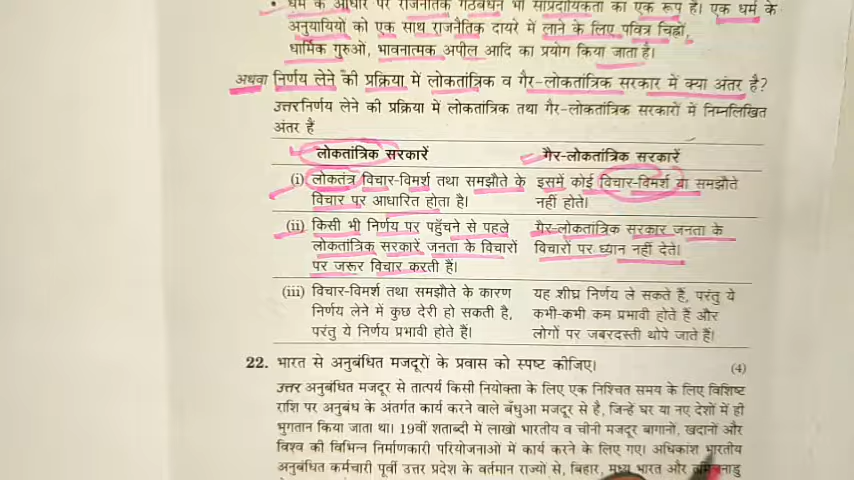 • धर्म के आधार पर राजनीतिक गठबंधन भी सांप्रदायिकता का एक रूप है। एक धर्म के
अनुयायियों को एक साथ राजनैतिक दायरे में लाने के लिए पवित्र चिह्नों,
धार्मिक गुरुओं, भावनात्मक अपील आदि का प्रयोग किया जाता है।
अथवा निर्णय लेने की प्रक्रिया में लोकतांत्रिक व गैर-लोकतांत्रिक सरकार में क्या अंतर है?
उत्तर निर्णय लेने की प्रक्रिया में लोकतांत्रिक तथा गैर-लोकतांत्रिक सरकारों में निम्नलिखित
अंतर हैं
लोकतांत्रिक सरकारें गैर-लोकतांत्रिक सरकारें
(i) लोकतंत्र विचार-विमर्श तथा समझौते के इसमें कोई विचार-विमर्श या समझौते
विचार पर आधारित होता है। नहीं होते।
(ii) किसी भी निर्णय पर पहुँचने से पहले गैर-लोकतांत्रिक सरकार जनता के
लोकतांत्रिक सरकारें जनता के विचारों विचारों पर ध्यान नहीं देते।
पर जरूर विचार करती हैं।
(iii) विचार-विमर्श तथा समझौते के कारण यह शीघ्र निर्णय ले सकते हैं, परंतु ये
निर्णय लेने में कुछ देरी हो सकती है, कभी-कभी कम प्रभावी होते हैं और
परंतु ये निर्णय प्रभावी होते हैं। लोगों पर जबरदस्ती थोपे जाते हैं।
22. भारत से अनुबंधित मजदूरों के प्रवास को स्पष्ट कीजिए। (4)
उत्तर अनुबंधित मजदूर से तात्पर्य किसी नियोक्ता के लिए एक निश्चित समय के लिए विशिष्ट
राशि पर अनुबंध के अंतर्गत कार्य करने वाले बँधुआ मजदूर से है, जिन्हें घर या नए देशों में ही
भुगतान किया जाता था। 19वीं शताब्दी में लाखों भारतीय व चीनी मजदूर बागानों, खदानों और
विश्व की विभिन्न निर्माणकारी परियोजनाओं में कार्य करने के लिए गए। अधिकांश भारतीय
अनुबंधित कर्मचारी पूर्वी उत्तर प्रदेश के वर्तमान राज्यों से, बिहार, मध्य भारत और